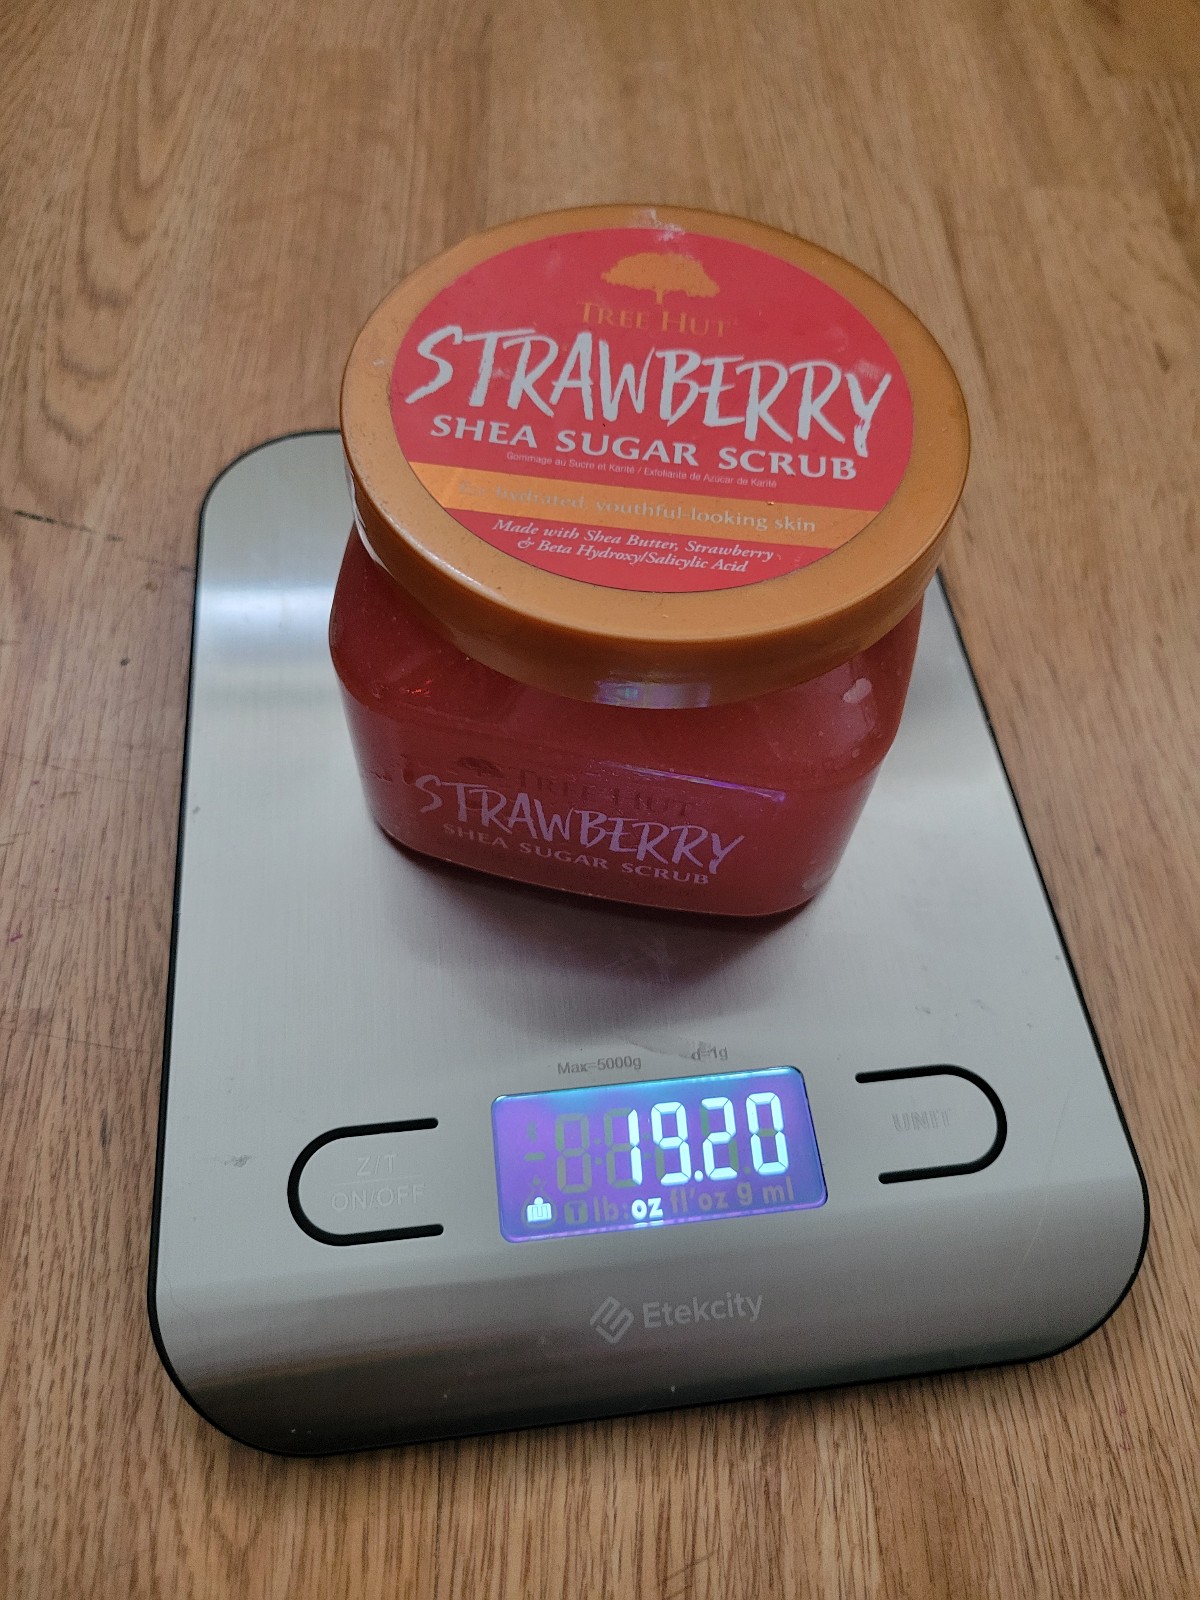 TREE HUT
STRAWBERRY
SHEA SUGAR SCRUB
Gommage au Sucre et Karité / Exfoliante de Azúcar de Karité
for hydrated, youthful-looking skin
Made with Shea Butter, Strawberry
& Beta Hydroxy/Salicylic Acid
TREE HUT
STRAWBERRY
SHEA SUGAR SCRUB
Max=5000g d=1g
19.20
T lb: oz fl'oz g ml
Z/T
ON/OFF
UNIT
Etekcity